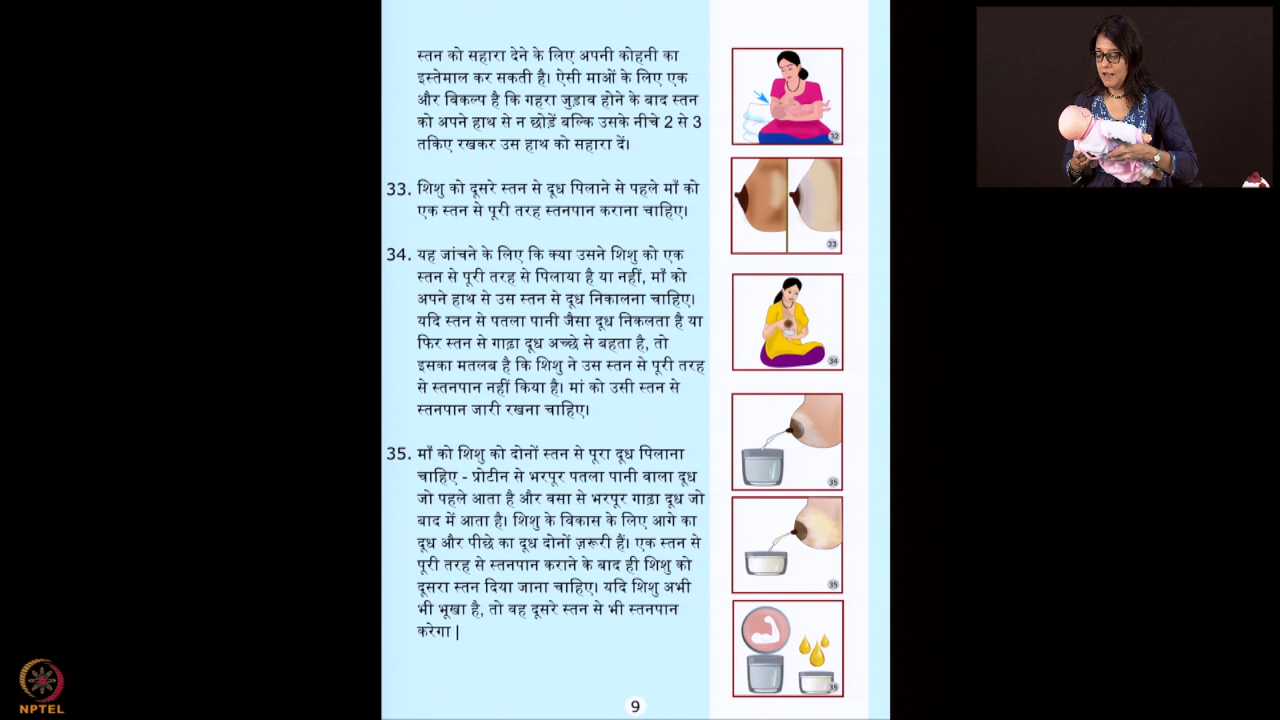 स्तन को सहारा देने के लिए अपनी कोहनी का
इस्तेमाल कर सकती है। ऐसी माओं के लिए एक
और विकल्प है कि गहरा जुड़ाव होने के बाद स्तन
को अपने हाथ से न छोड़ें बल्कि उसके नीचे 2 से 3
तकिए रखकर उस हाथ को सहारा दें।
32
33. शिशु को दूसरे स्तन से दूध पिलाने से पहले माँ को
एक स्तन से पूरी तरह स्तनपान कराना चाहिए।
33
34. यह जांचने के लिए कि क्या उसने शिशु को एक
स्तन से पूरी तरह से पिलाया है या नहीं, माँ को
अपने हाथ से उस स्तन से दूध निकालना चाहिए।
यदि स्तन से पतला पानी जैसा दूध निकलता है या
फिर स्तन से गाढ़ा दूध अच्छे से बहता है, तो
इसका मतलब है कि शिशु ने उस स्तन से पूरी तरह
से स्तनपान नहीं किया है। मां को उसी स्तन से
स्तनपान जारी रखना चाहिए।
34
35. माँ को शिशु को दोनों स्तन से पूरा दूध पिलाना
चाहिए - प्रोटीन से भरपूर पतला पानी वाला दूध
जो पहले आता है और वसा से भरपूर गाढ़ा दूध जो
बाद में आता है। शिशु के विकास के लिए आगे का
दूध और पीछे का दूध दोनों ज़रूरी हैं। एक स्तन से
पूरी तरह से स्तनपान कराने के बाद ही शिशु को
दूसरा स्तन दिया जाना चाहिए। यदि शिशु अभी
भी भूखा है, तो वह दूसरे स्तन से भी स्तनपान
करेगा |
35
35
35
9
NPTEL